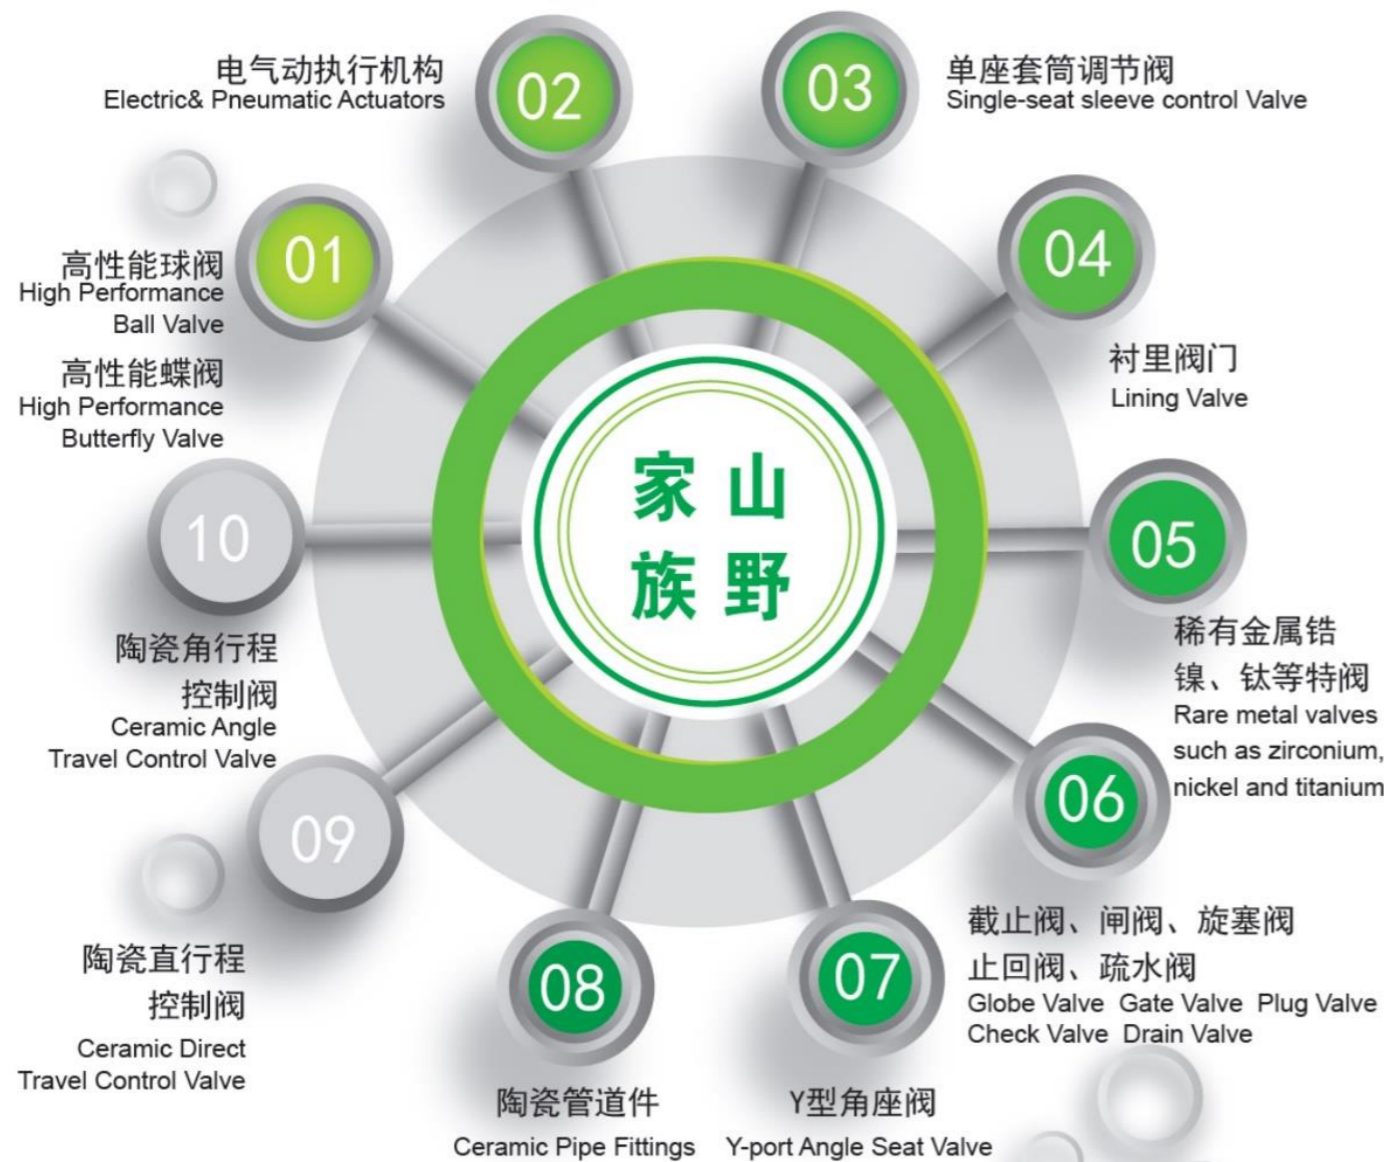 电气动执行机构
Electric& Pneumatic Actuators
02
03
单座套筒调节阀
Single-seat sleeve control Valve
01
高性能球阀
High Performance
Ball Valve
高性能蝶阀
High Performance
Butterfly Valve
04
衬里阀门
Lining Valve
家 山
族 野
10
陶瓷角行程
控制阀
Ceramic Angle
Travel Control Valve
05
稀有金属锆
镍、钛等特阀
Rare metal valves
such as zirconium,
nickel and titanium
09
陶瓷直行程
控制阀
Ceramic Direct
Travel Control Valve
06
截止阀、闸阀、旋塞阀
止回阀、疏水阀
Globe Valve Gate Valve Plug Valve
Check Valve Drain Valve
08
陶瓷管道件
Ceramic Pipe Fittings
07
Y型角座阀
Y-port Angle Seat Valve